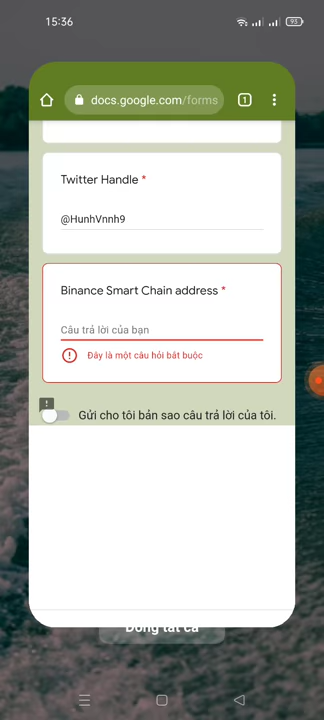 15:36
93
docs.google.com/forms
1
Twitter Handle *
@HunhVnnh9
Binance Smart Chain address *
Câu trả lời của bạn
Đây là một câu hỏi bắt buộc
Gửi cho tôi bản sao câu trả lời của tôi.
Đóng tất cả